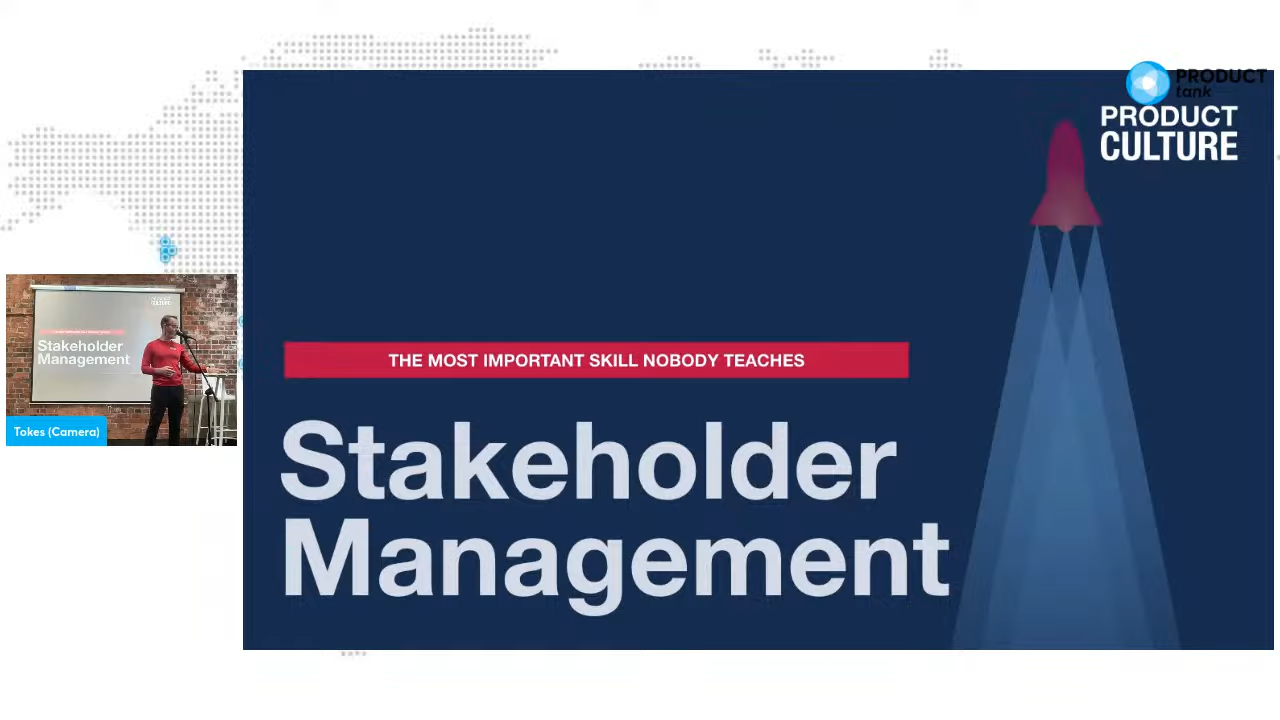 PRODUCT
tank
PRODUCT
CULTURE
THE MOST IMPORTANT SKILL NOBODY TEACHES
Stakeholder
Management
Stakeholder
Management
Tokes (Camera)